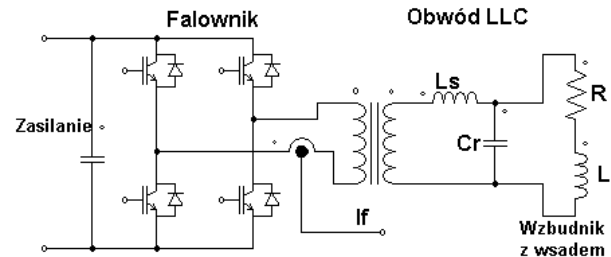 Falownik
Obwód LLC
Zasilanie
Ls
Cr
R
L
If
Wzbudnik
z wsadem